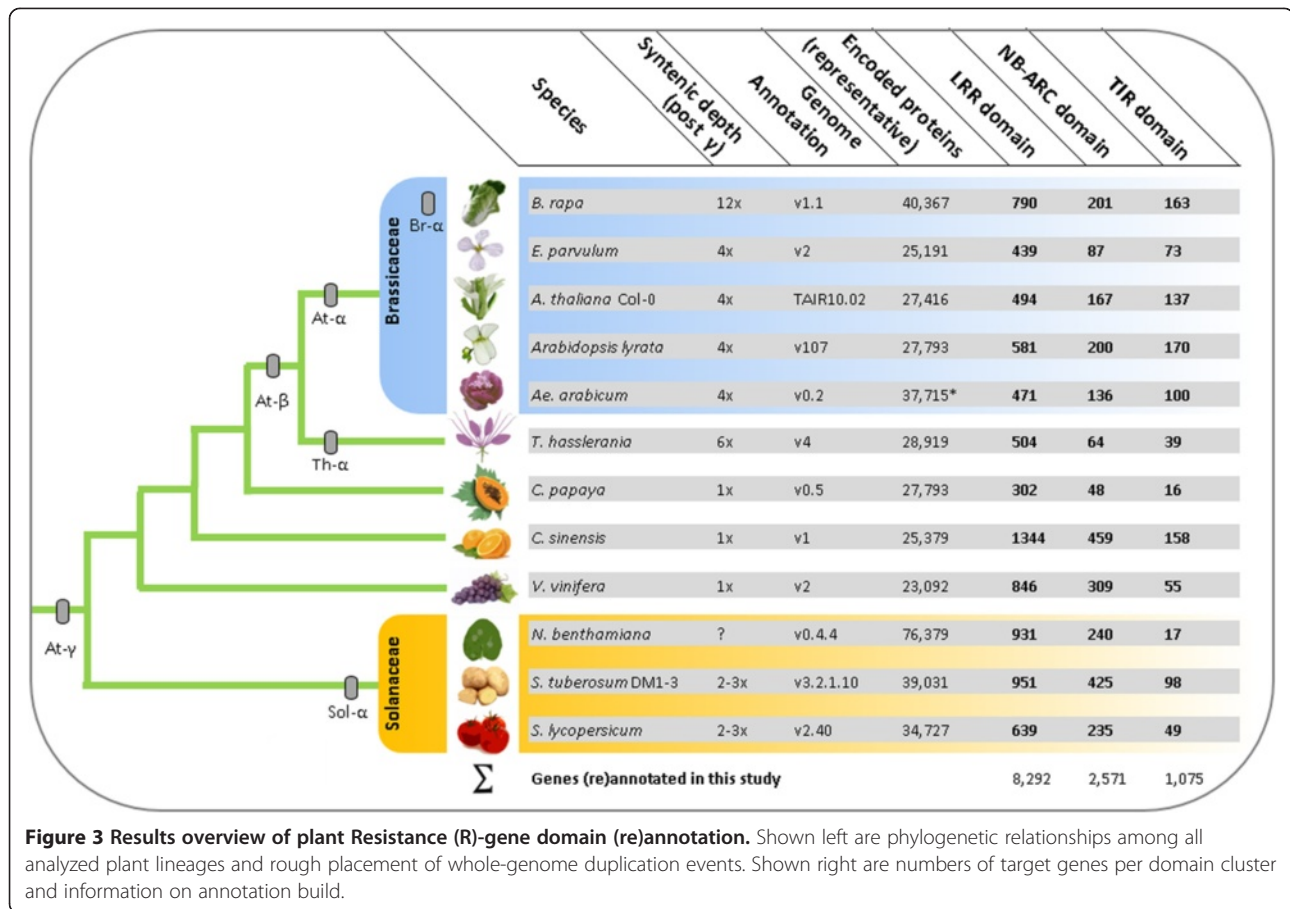 Species
Syntenic depth
(post γ)
Annotation
Genome
Encoded proteins
(representative)
LRR domain
NB-ARC domain
TIR domain
Brassicaceae
Br-α
At-α
At-β
Th-α
At-γ
Sol-α
Solanaceae
B. rapa 12x v1.1 40,367 790 201 163
E. parvulum 4x v2 25,191 439 87 73
A. thaliana Col-0 4x TAIR10.02 27,416 494 167 137
Arabidopsis lyrata 4x v107 27,793 581 200 170
Ae. arabicum 4x v0.2 37,715* 471 136 100
T. hasslerania 6x v4 28,919 504 64 39
C. papaya 1x v0.5 27,793 302 48 16
C. sinensis 1x v1 25,379 1344 459 158
V. vinifera 1x v2 23,092 846 309 55
N. benthamiana ? v0.4.4 76,379 931 240 17
S. tuberosum DM1-3 2-3x v3.2.1.10 39,031 951 425 98
S. lycopersicum 2-3x v2.40 34,727 639 235 49
Σ Genes (re)annotated in this study 8,292 2,571 1,075
Figure 3 Results overview of plant Resistance (R)-gene domain (re)annotation. Shown left are phylogenetic relationships among all
analyzed plant lineages and rough placement of whole-genome duplication events. Shown right are numbers of target genes per domain cluster
and information on annotation build.